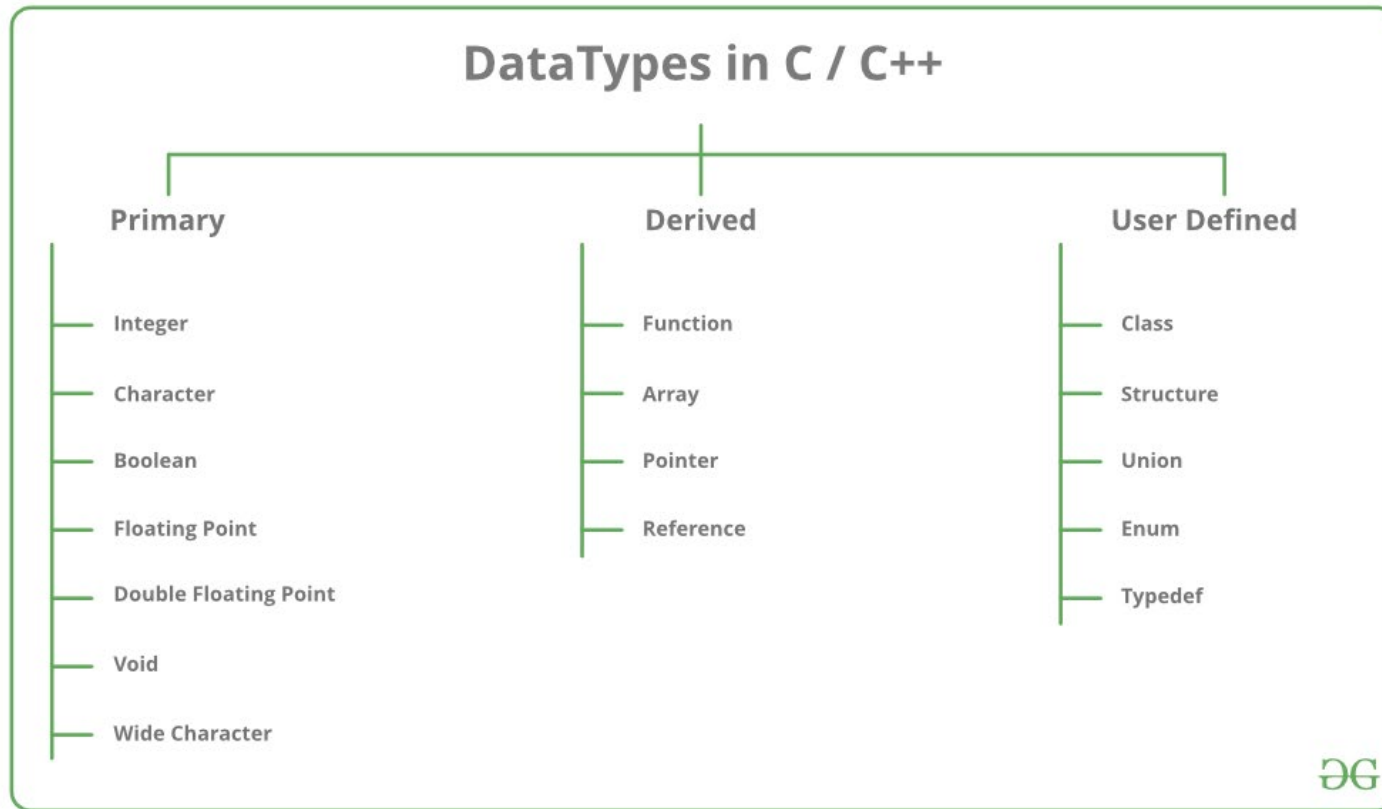 DataTypes in C / C++
Primary
Integer
Character
Boolean
Floating Point
Double Floating Point
Void
Wide Character
Derived
Function
Array
Pointer
Reference
User Defined
Class
Structure
Union
Enum
Typedef